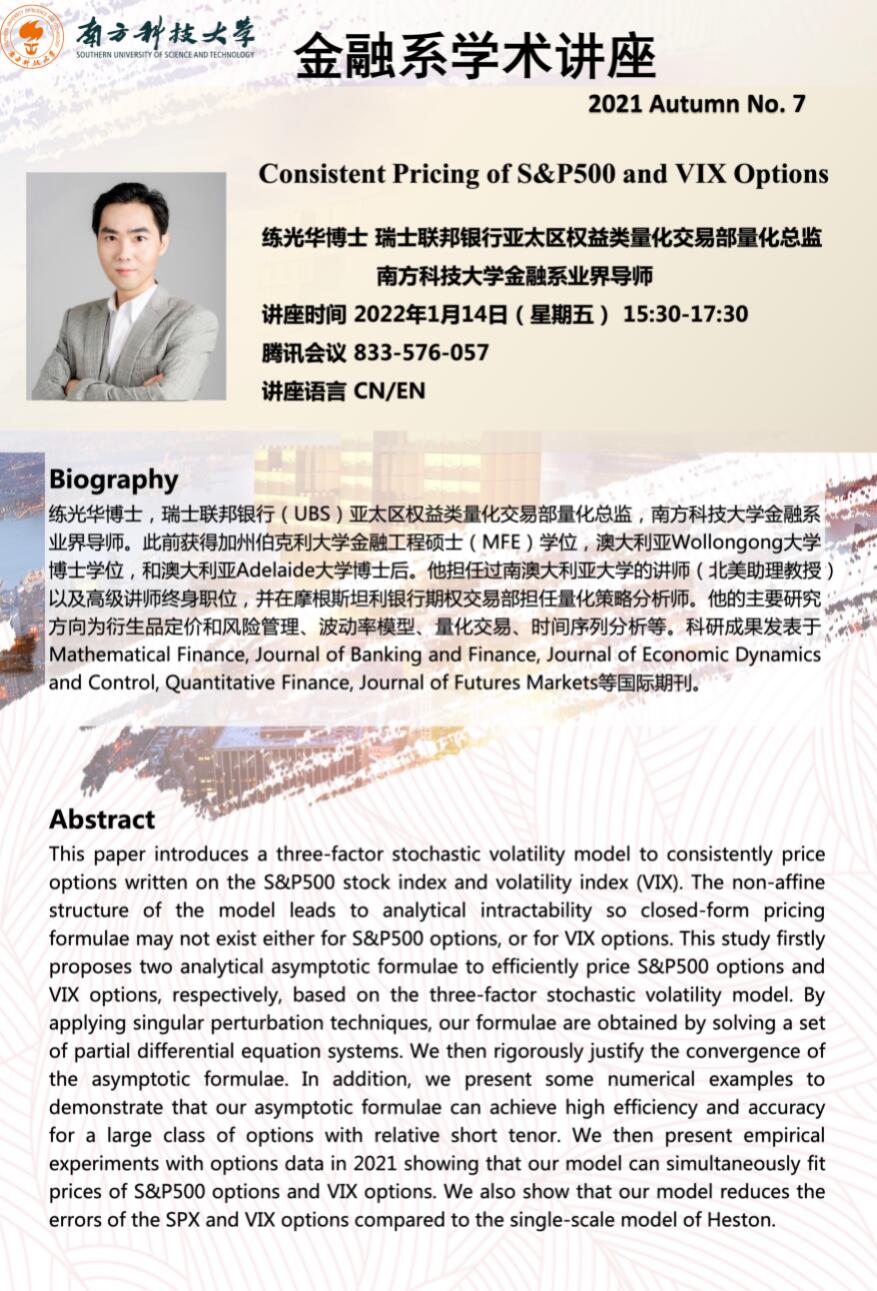 南方科技大学
SOUTHERN UNIVERSITY OF SCIENCE AND TECHNOLOGY
金融系学术讲座
2021 Autumn No. 7
Consistent Pricing of S&P500 and VIX Options
练光华博士 瑞士联邦银行亚太区权益类量化交易部量化总监
南方科技大学金融系业界导师
讲座时间 2022年1月14日（星期五） 15:30-17:30
腾讯会议 833-576-057
讲座语言 CN/EN
Biography
练光华博士，瑞士联邦银行（UBS）亚太区权益类量化交易部量化总监，南方科技大学金融系
业界导师。此前获得加州伯克利大学金融工程硕士（MFE）学位，澳大利亚Wollongong大学
博士学位，和澳大利亚Adelaide大学博士后。他担任过南澳大利亚大学的讲师（北美助理教授）
以及高级讲师终身职位，并在摩根斯坦利银行期权交易部担任量化策略分析师。他的主要研究
方向为衍生品定价和风险管理、波动率模型、量化交易、时间序列分析等。科研成果发表于
Mathematical Finance, Journal of Banking and Finance, Journal of Economic Dynamics
and Control, Quantitative Finance, Journal of Futures Markets等国际期刊。
Abstract
This paper introduces a three-factor stochastic volatility model to consistently price
options written on the S&P500 stock index and volatility index (VIX). The non-affine
structure of the model leads to analytical intractability so closed-form pricing
formulae may not exist either for S&P500 options, or for VIX options. This study firstly
proposes two analytical asymptotic formulae to efficiently price S&P500 options and
VIX options, respectively, based on the three-factor stochastic volatility model. By
applying singular perturbation techniques, our formulae are obtained by solving a set
of partial differential equation systems. We then rigorously justify the convergence of
the asymptotic formulae. In addition, we present some numerical examples to
demonstrate that our asymptotic formulae can achieve high efficiency and accuracy
for a large class of options with relative short tenor. We then present empirical
experiments with options data in 2021 showing that our model can simultaneously fit
prices of S&P500 options and VIX options. We also show that our model reduces the
errors of the SPX and VIX options compared to the single-scale model of Heston.